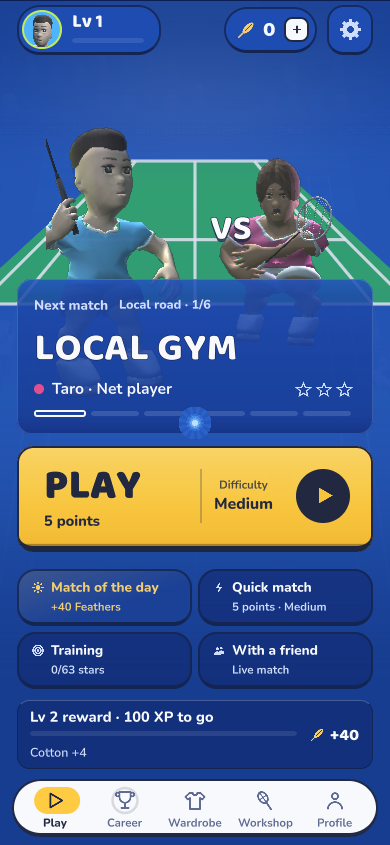 Lv 1
0
+
VS
Next match Local road · 1/6
LOCAL GYM
Taro · Net player
PLAY
5 points
Difficulty
Medium
Match of the day
+40 Feathers
Quick match
5 points · Medium
Training
0/63 stars
With a friend
Live match
Lv 2 reward · 100 XP to go
+40
Cotton +4
Play
Career
Wardrobe
Workshop
Profile